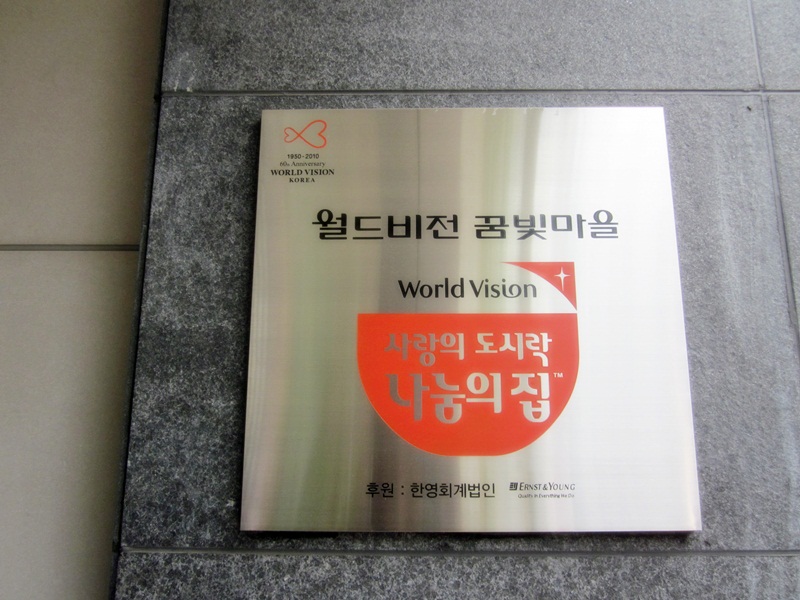 1950-2010
60th Anniversary
WORLD VISION
KOREA
월드비전 꿈빛마을
World Vision
사랑의 도시락
나눔의 집™
후원 : 한영회계법인
ERNST & YOUNG
Quality In Everything We Do